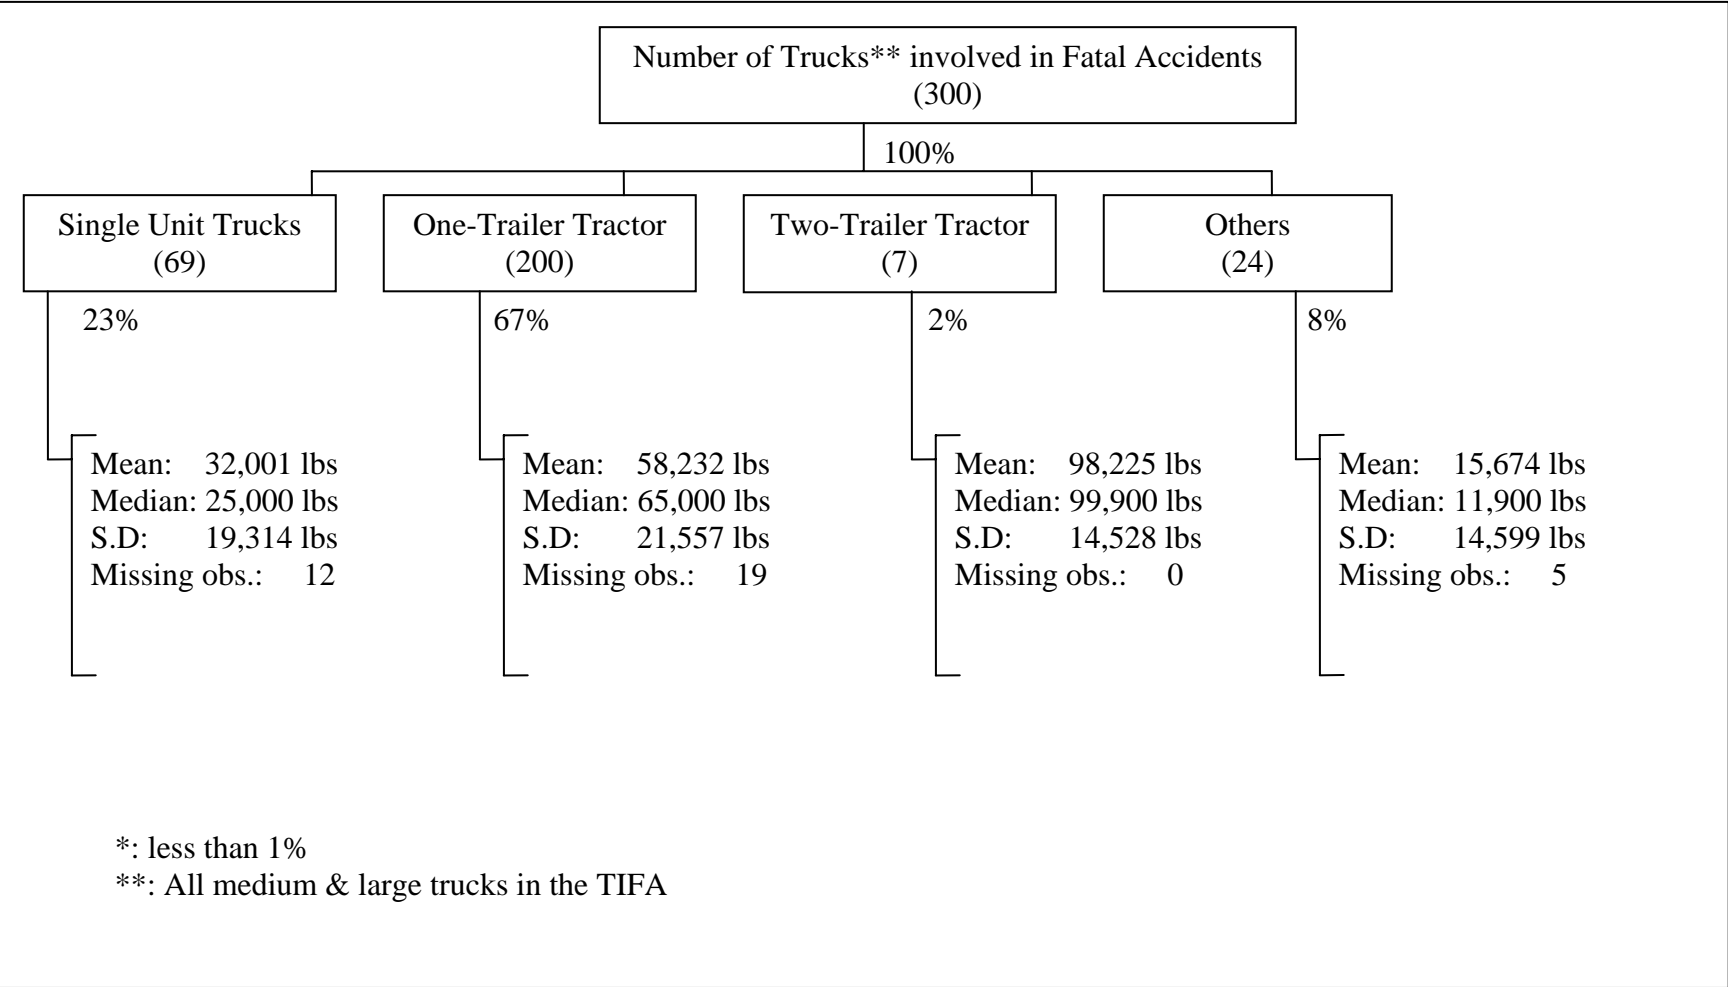 Number of Trucks** involved in Fatal Accidents
(300)
100%
Single Unit Trucks
(69)
One-Trailer Tractor
(200)
Two-Trailer Tractor
(7)
Others
(24)
23%
67%
2%
8%
Mean: 32,001 lbs
Median: 25,000 lbs
S.D: 19,314 lbs
Missing obs.: 12
Mean: 58,232 lbs
Median: 65,000 lbs
S.D: 21,557 lbs
Missing obs.: 19
Mean: 98,225 lbs
Median: 99,900 lbs
S.D: 14,528 lbs
Missing obs.: 0
Mean: 15,674 lbs
Median: 11,900 lbs
S.D: 14,599 lbs
Missing obs.: 5
*: less than 1%
**: All medium & large trucks in the TIFA